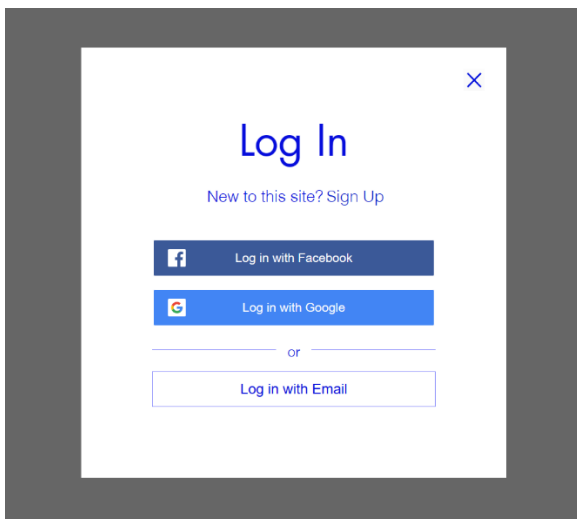 Log In
New to this site? Sign Up
Log in with Facebook
Log in with Google
or
Log in with Email